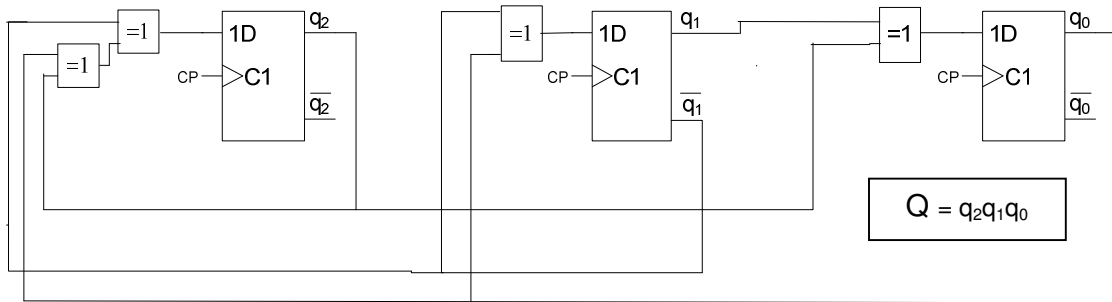 =1
=1
1D
CP
C1
q2
q2
=1
1D
CP
C1
q1
q1
=1
1D
CP
C1
q0
q0
Q = q2q1q0